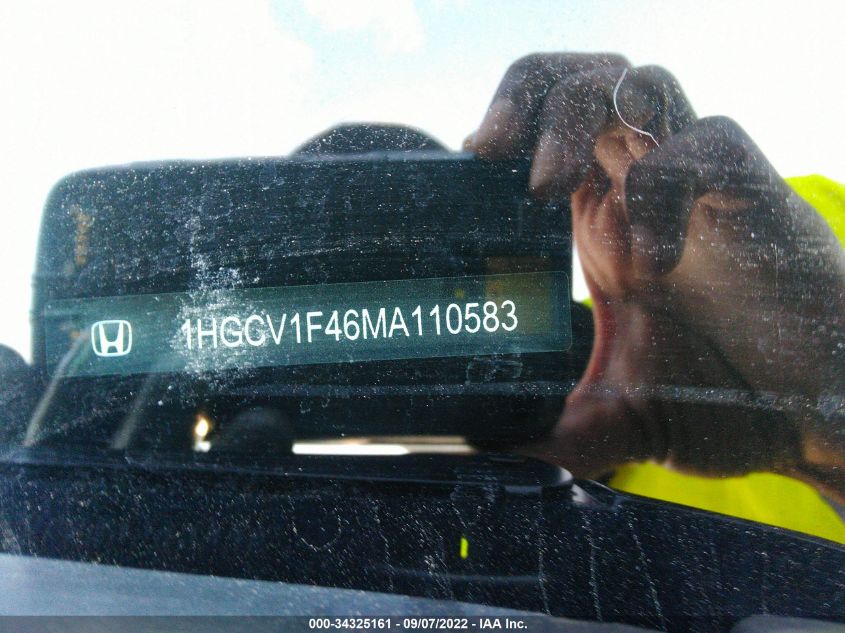 1HGCV1F46MA110583
000-34325161 - 09/07/2022 - IAA Inc.